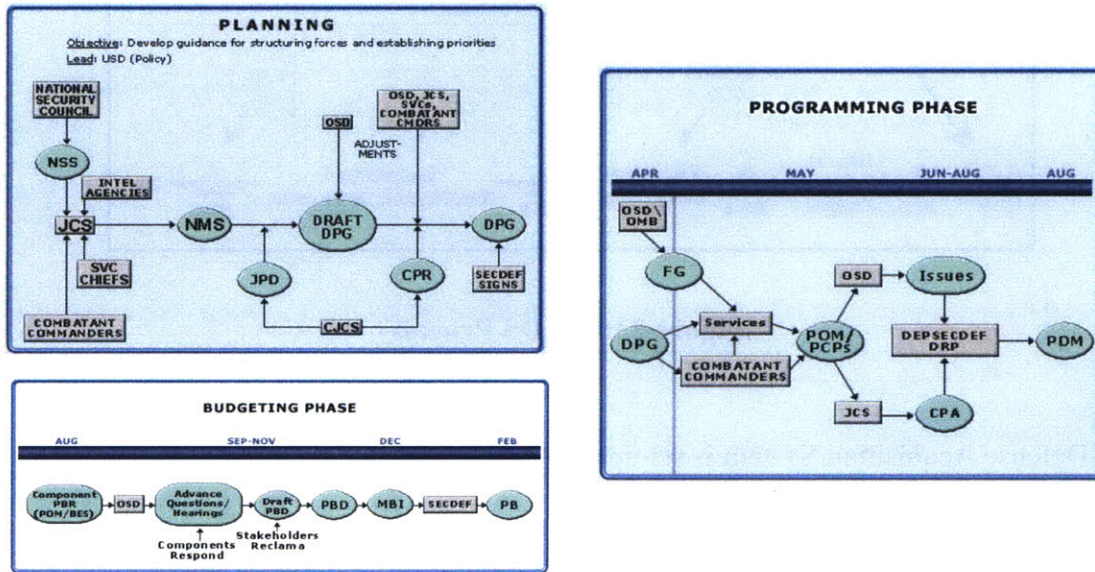 PLANNING
Objective: Develop guidance for structuring forces and establishing priorities
Lead: USD (Policy)
NATIONAL
SECURITY
COUNCIL
NSS
INTEL
AGENCIES
JCS
SVC
CHIEFS
COMBATANT
COMMANDERS
NMS
JPD
OSD
ADJUST-
MENTS
DRAFT
DPG
CJCS
OSD, JCS,
SVCs,
COMBATANT
CMDRS
CPR
DPG
SECDEF
SIGNS
PROGRAMMING PHASE
APR
MAY
JUN-AUG
AUG
OSD\
OMB
FG
DPG
Services
COMBATANT
COMMANDERS
POM/
PCPs
OSD
JCS
Issues
DEPSECDEF
DRP
CPA
PDM
BUDGETING PHASE
AUG
SEP-NOV
DEC
FEB
Component
PBR
(POM/BES)
OSD
Advance
Questions/
Hearings
Components
Respond
Draft
PBD
Stakeholders
Reclama
PBD
MBI
SECDEF
PB